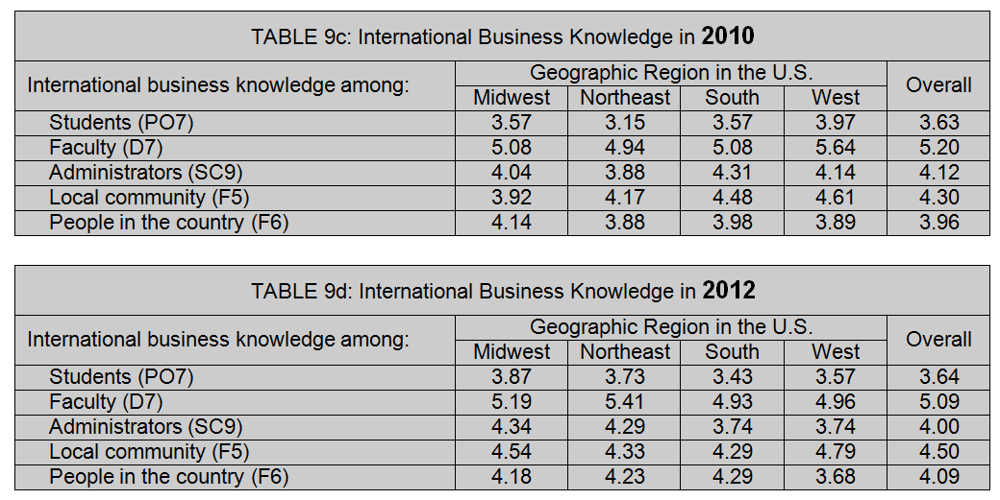 TABLE 9c: International Business Knowledge in 2010
International business knowledge among: Geographic Region in the U.S. Overall
Midwest Northeast South West
Students (PO7) 3.57 3.15 3.57 3.97 3.63
Faculty (D7) 5.08 4.94 5.08 5.64 5.20
Administrators (SC9) 4.04 3.88 4.31 4.14 4.12
Local community (F5) 3.92 4.17 4.48 4.61 4.30
People in the country (F6) 4.14 3.88 3.98 3.89 3.96
TABLE 9d: International Business Knowledge in 2012
International business knowledge among: Geographic Region in the U.S. Overall
Midwest Northeast South West
Students (PO7) 3.87 3.73 3.43 3.57 3.64
Faculty (D7) 5.19 5.41 4.93 4.96 5.09
Administrators (SC9) 4.34 4.29 3.74 3.74 4.00
Local community (F5) 4.54 4.33 4.29 4.79 4.50
People in the country (F6) 4.18 4.23 4.29 3.68 4.09